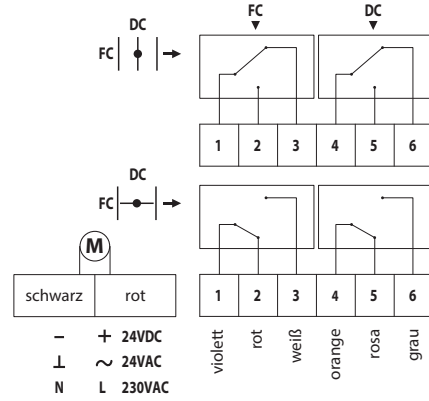 DC
FC
FC DC
1 2 3 4 5 6
DC
FC
M
schwarz rot
1 2 3 4 5 6
violett rot weiß orange rosa grau
– + 24VDC
⊥ ~ 24VAC
N L 230VAC